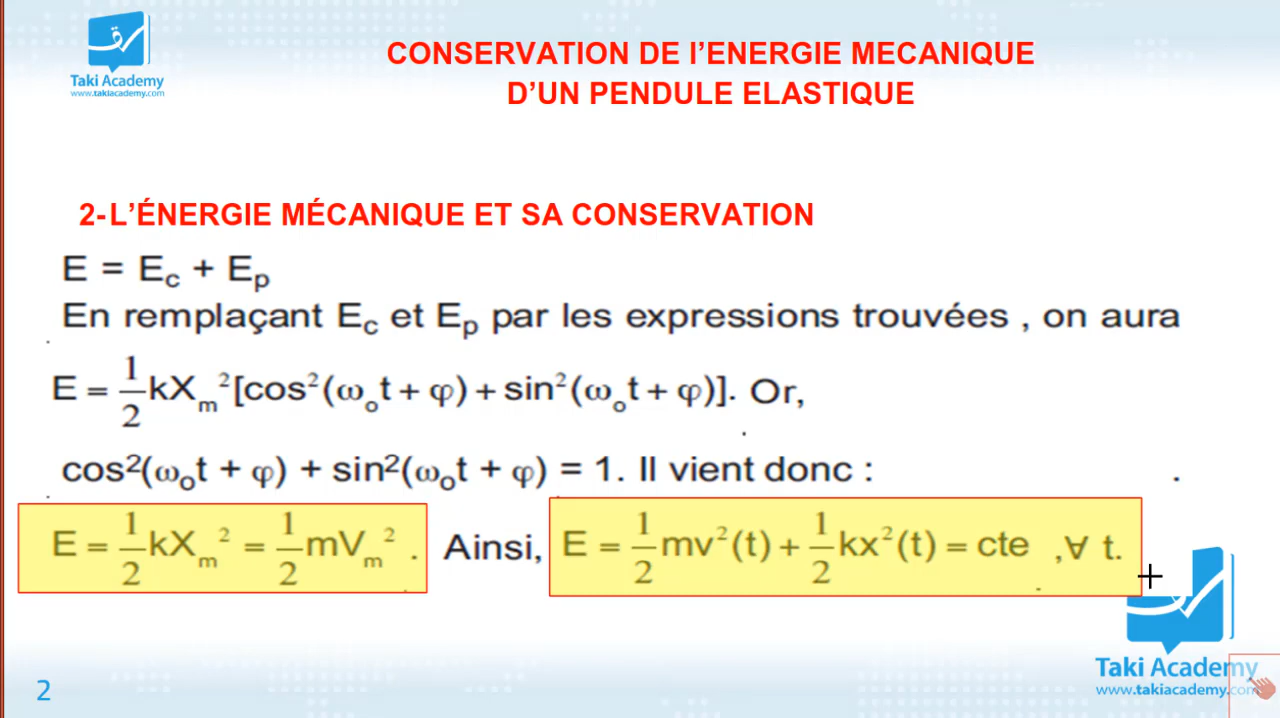 Taki Academy
www.takiacademy.com
CONSERVATION DE l'ENERGIE MECANIQUE
D'UN PENDULE ELASTIQUE
2-L'ÉNERGIE MÉCANIQUE ET SA CONSERVATION
E = Ec + Ep
En remplaçant Ec et Ep par les expressions trouvées , on aura
E = 1/2 kXm²[cos²(ωot + φ) + sin²(ωot + φ)]. Or,
cos²(ωot + φ) + sin²(ωot + φ) = 1. Il vient donc :
E = 1/2 kXm² = 1/2 mVm² . Ainsi, E = 1/2 mv²(t) + 1/2 kx²(t) = cte ,∀ t.
Taki Academy
www.takiacademy.com
2